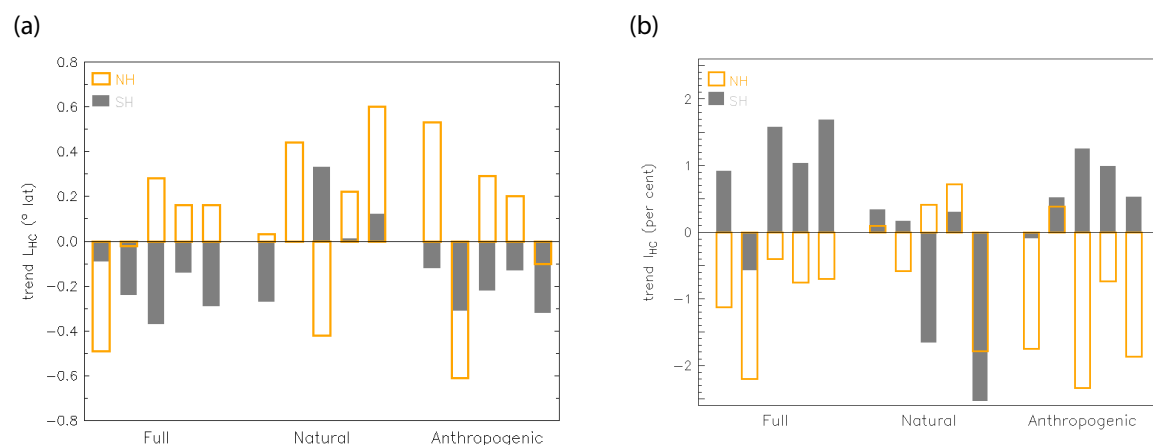 (a)
0.8
0.6
0.4
0.2
0.0
−0.2
−0.4
−0.6
−0.8
trend L_HC (° lat)
NH
SH
Full Natural Anthropogenic
(b)
2
1
0
−1
−2
trend I_HC (per cent)
NH
SH
Full Natural Anthropogenic